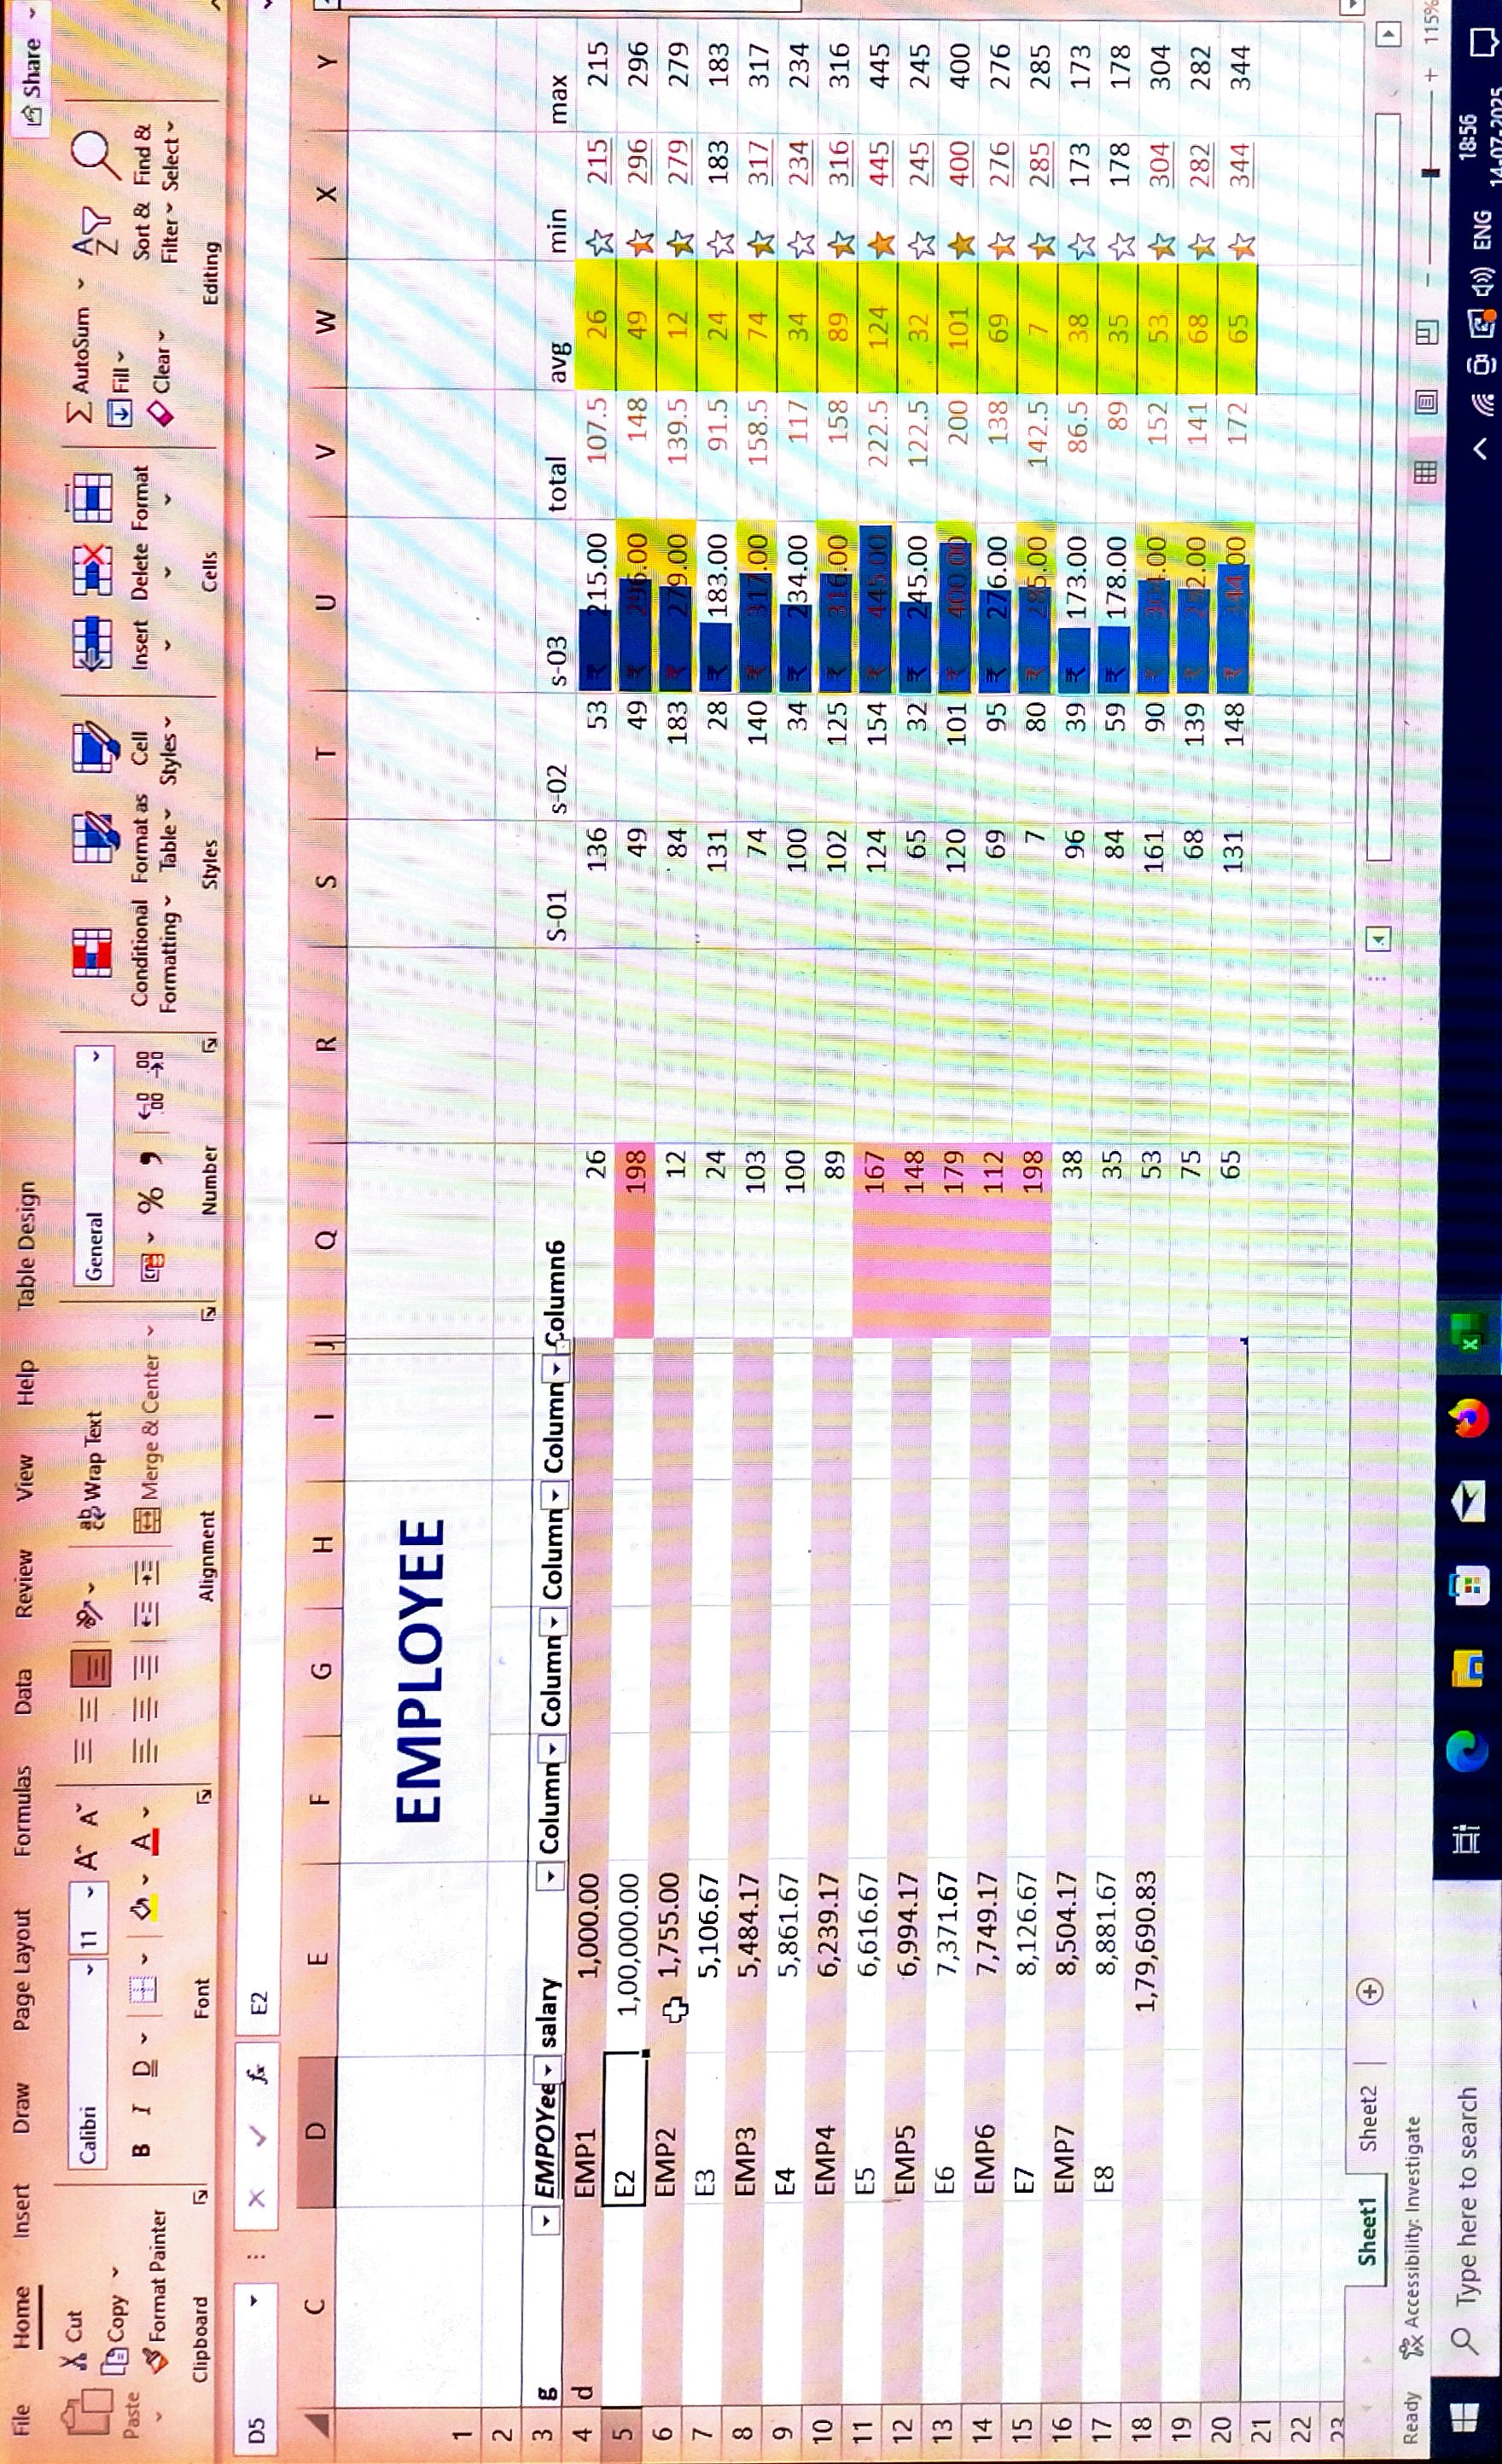 File Home Insert Draw Page Layout Formulas Data Review View Help Table Design Share
Paste Cut Copy Format Painter Clipboard
Calibri 11 A A B I D A Font
ab Wrap Text Merge & Center Alignment
General % , .00 Number
Conditional Formatting Format as Table Cell Styles Styles
Insert Delete Format Cells
AutoSum Fill Clear Sort & Filter Find & Select Editing
D5 fx E2
C D E F G H I J Q R S T U V W X Y
1 EMPLOYEE
2
3 g EMPOYee salary Column Column Column Column Column6 S-01 s-02 s-03 total avg min max
4 d EMP1 1,000.00 26 136 53 ₹ 215.00 107.5 26 215 215
5 E2 1,00,000.00 198 49 49 ₹ 296.00 148 49 296 296
6 EMP2 1,755.00 12 84 183 ₹ 279.00 139.5 12 279 279
7 E3 5,106.67 24 131 28 ₹ 183.00 91.5 24 183 183
8 EMP3 5,484.17 103 74 140 ₹ 317.00 158.5 74 317 317
9 E4 5,861.67 100 100 34 ₹ 234.00 117 34 234 234
10 EMP4 6,239.17 89 102 125 ₹ 316.00 158 89 316 316
11 E5 6,616.67 167 124 154 ₹ 445.00 222.5 124 445 445
12 EMP5 6,994.17 148 65 32 ₹ 245.00 122.5 32 245 245
13 E6 7,371.67 179 120 101 ₹ 400.00 200 101 400 400
14 EMP6 7,749.17 112 69 95 ₹ 276.00 138 69 276 276
15 E7 8,126.67 198 7 80 ₹ 285.00 142.5 7 285 285
16 EMP7 8,504.17 38 96 39 ₹ 173.00 86.5 38 173 173
17 E8 8,881.67 35 84 59 ₹ 178.00 89 35 178 178
18 1,79,690.83 53 161 90 ₹ 304.00 152 53 304 304
19 75 68 139 ₹ 282.00 141 68 282 282
20 65 131 148 ₹ 344.00 172 65 344 344
21
22
23
Sheet1 Sheet2
Ready Accessibility: Investigate 115%
Type here to search ENG 18:56
14-07-2025